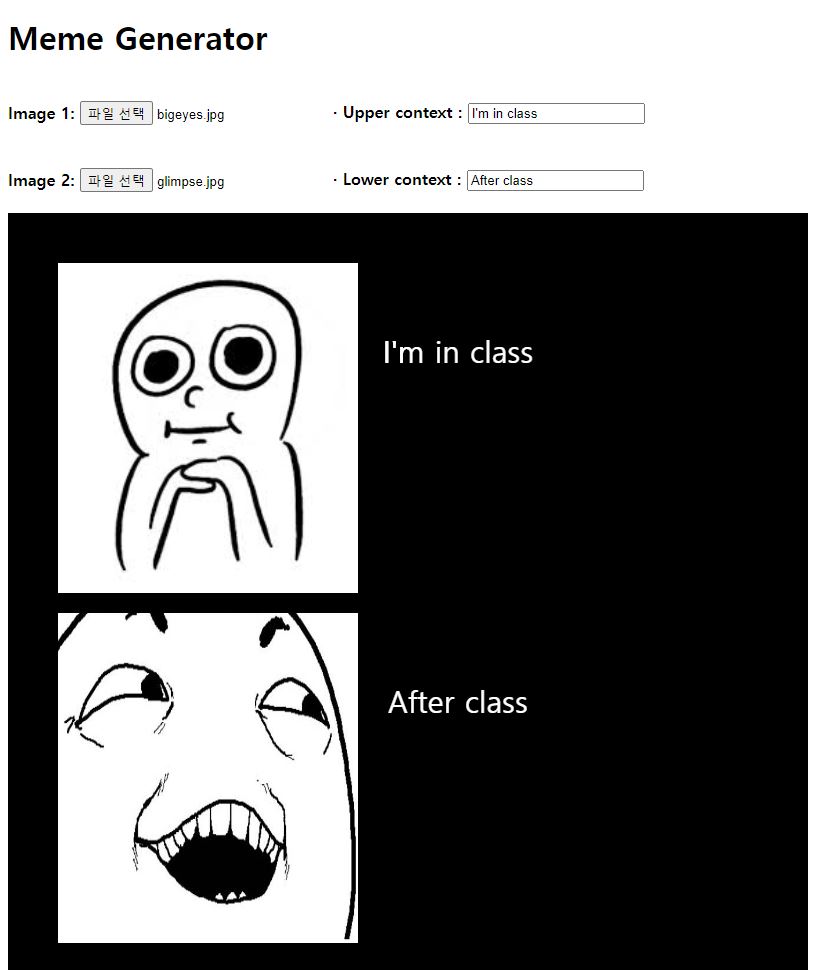 Meme Generator
Image 1: 파일 선택 bigeyes.jpg · Upper context : I'm in class
Image 2: 파일 선택 glimpse.jpg · Lower context : After class
I'm in class
After class